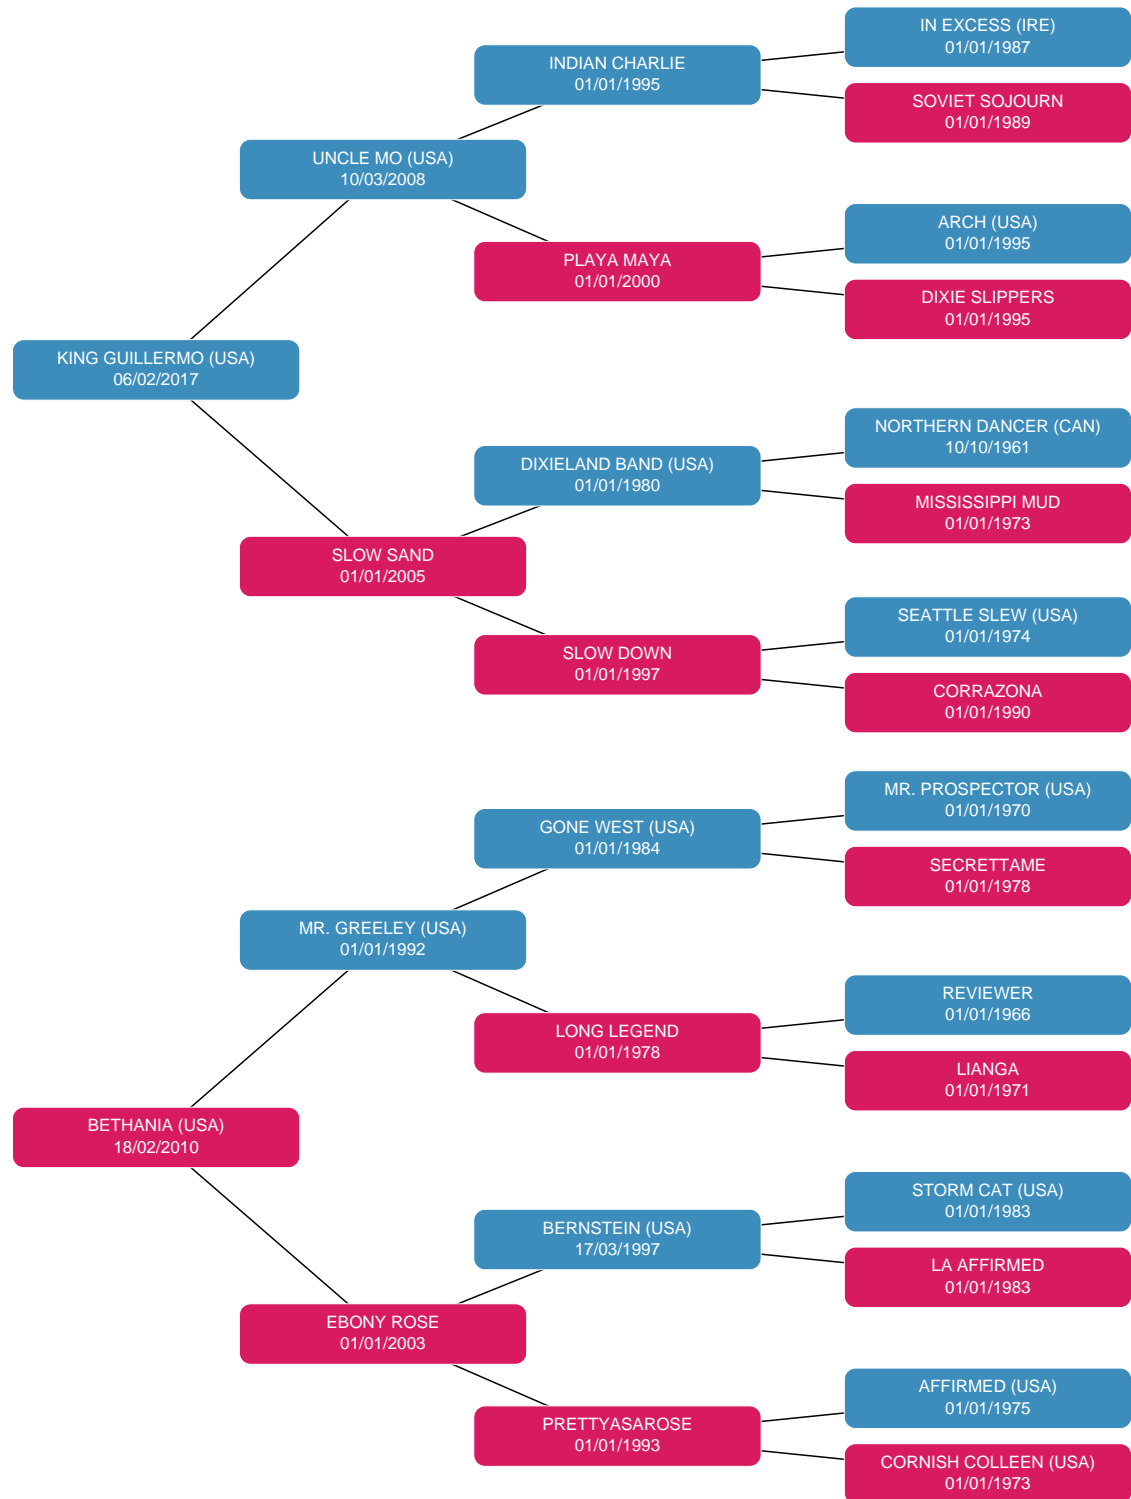 IN EXCESS (IRE)
01/01/1987
INDIAN CHARLIE
01/01/1995
SOVIET SOJOURN
01/01/1989
UNCLE MO (USA)
10/03/2008
ARCH (USA)
01/01/1995
PLAYA MAYA
01/01/2000
DIXIE SLIPPERS
01/01/1995
KING GUILLERMO (USA)
06/02/2017
NORTHERN DANCER (CAN)
10/10/1961
DIXIELAND BAND (USA)
01/01/1980
MISSISSIPPI MUD
01/01/1973
SLOW SAND
01/01/2005
SEATTLE SLEW (USA)
01/01/1974
SLOW DOWN
01/01/1997
CORRAZONA
01/01/1990
MR. PROSPECTOR (USA)
01/01/1970
GONE WEST (USA)
01/01/1984
SECRETTAME
01/01/1978
MR. GREELEY (USA)
01/01/1992
REVIEWER
01/01/1966
LONG LEGEND
01/01/1978
LIANGA
01/01/1971
BETHANIA (USA)
18/02/2010
STORM CAT (USA)
01/01/1983
BERNSTEIN (USA)
17/03/1997
LA AFFIRMED
01/01/1983
EBONY ROSE
01/01/2003
AFFIRMED (USA)
01/01/1975
PRETTYASAROSE
01/01/1993
CORNISH COLLEEN (USA)
01/01/1973